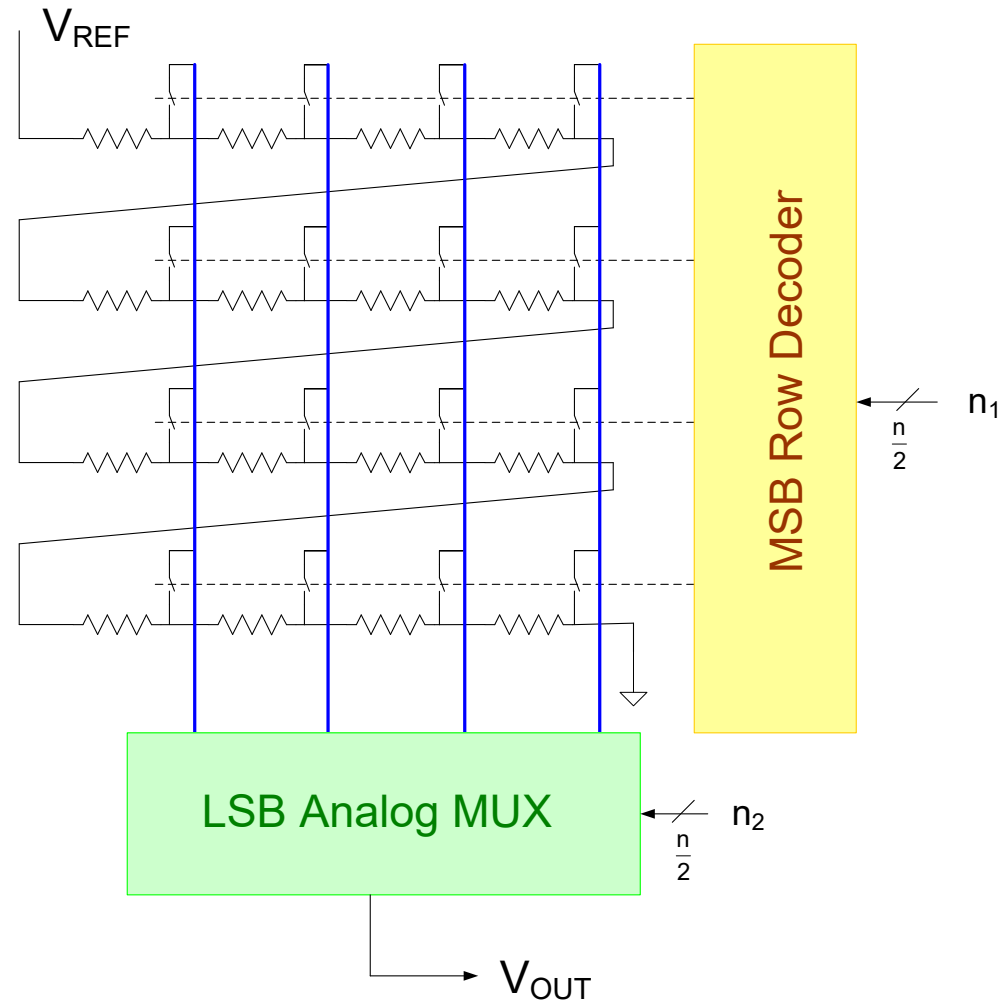 VREF
MSB Row Decoder
n1
n
2
LSB Analog MUX
n2
n
2
VOUT